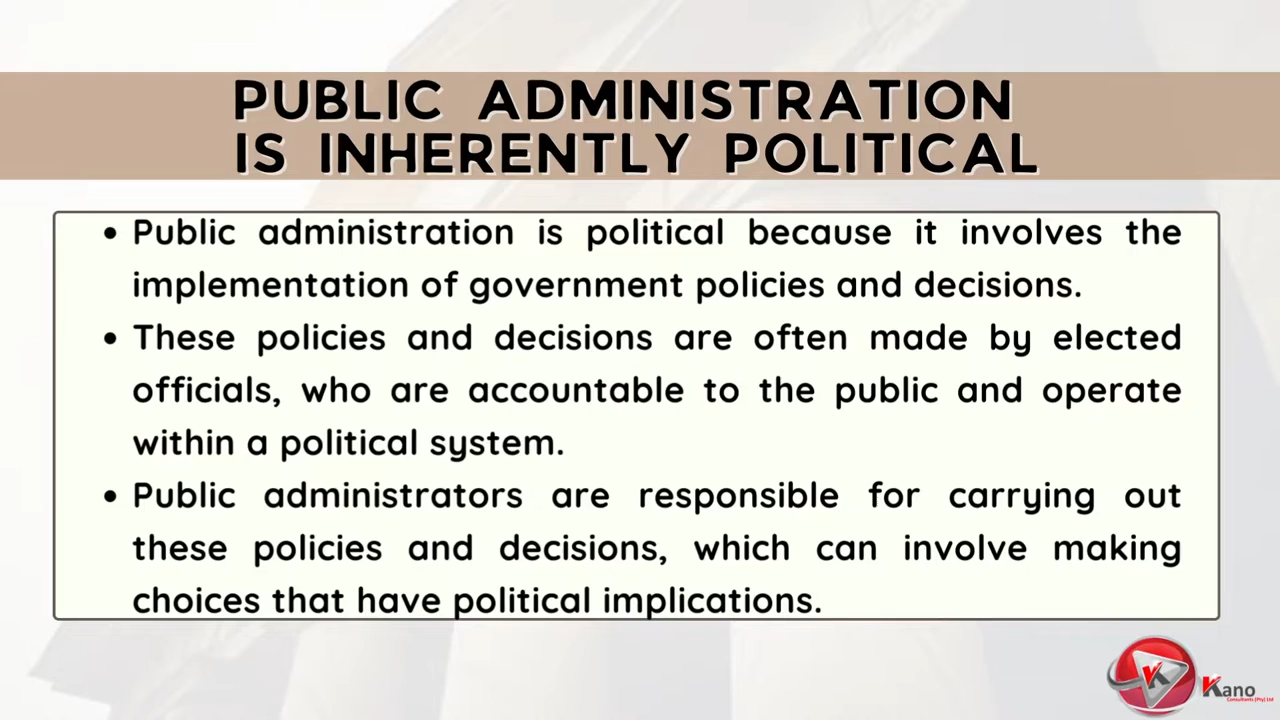 PUBLIC ADMINISTRATION
IS INHERENTLY POLITICAL
• Public administration is political because it involves the
implementation of government policies and decisions.
• These policies and decisions are often made by elected
officials, who are accountable to the public and operate
within a political system.
• Public administrators are responsible for carrying out
these policies and decisions, which can involve making
choices that have political implications.
K
Kano
Consultants (Pty) Ltd